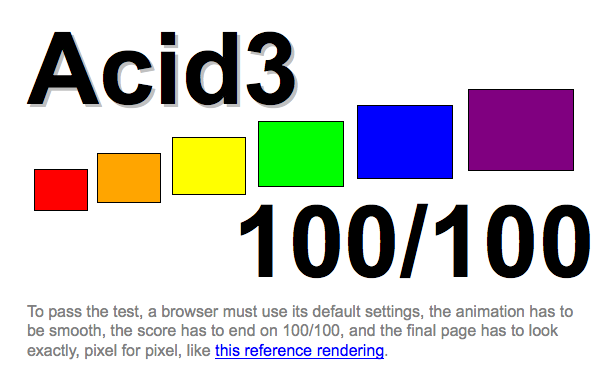 Acid3
100/100
To pass the test, a browser must use its default settings, the animation has to
be smooth, the score has to end on 100/100, and the final page has to look
exactly, pixel for pixel, like this reference rendering.